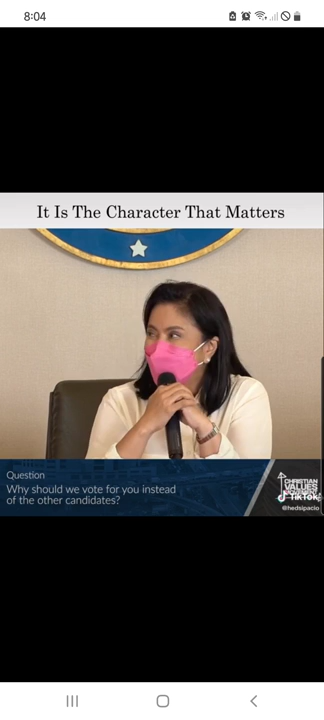 8:04
It Is The Character That Matters
Question
Why should we vote for you instead
of the other candidates?
CHRISTIAN
VALUES
MOVEMENT
TikTok
@hedsipacio